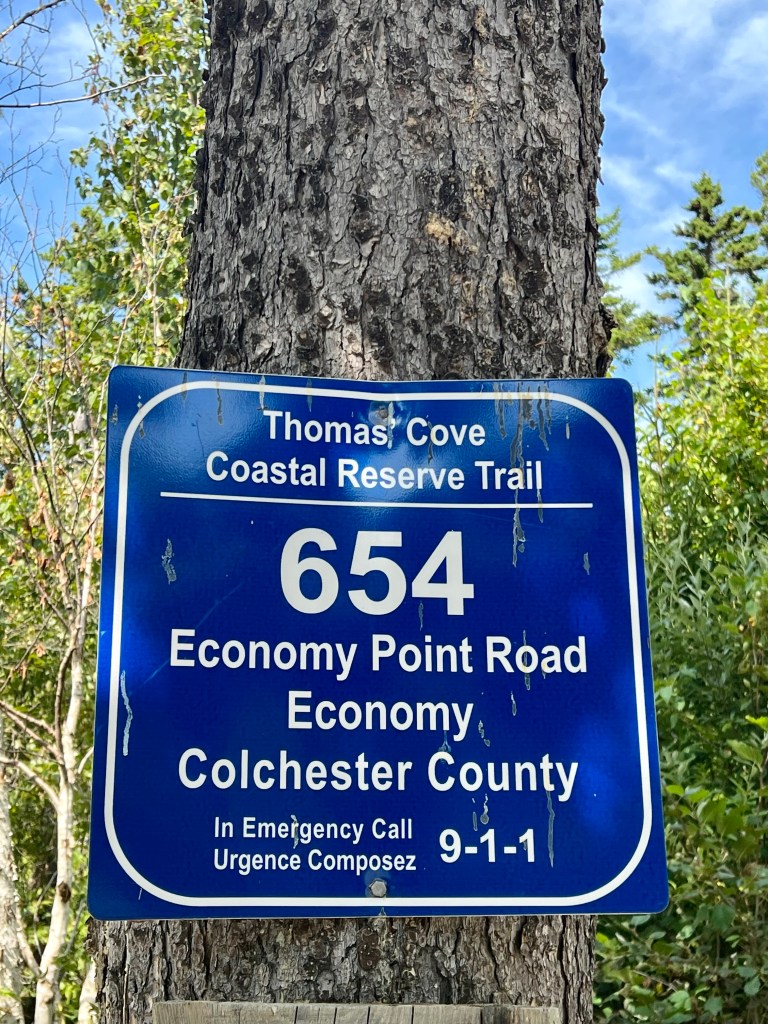 Thomas' Cove
Coastal Reserve Trail
654
Economy Point Road
Economy
Colchester County
In Emergency Call
Urgence Composez 9-1-1